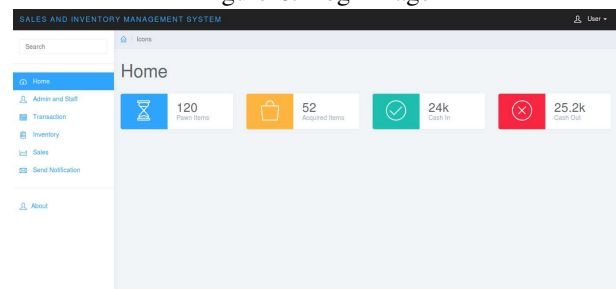 SALES AND INVENTORY MANAGEMENT SYSTEM
User
Search
Icons
Home
Home
Admin and Staff
Transaction
Inventory
Sales
Send Notification
About
120
Pawn Items
52
Acquired Items
24k
Cash In
25.2k
Cash Out